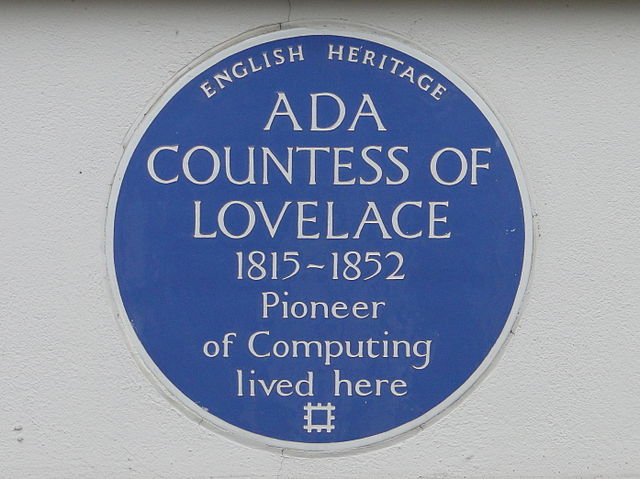 ENGLISH HERITAGE
ADA
COUNTESS OF
LOVELACE
1815~1852
Pioneer
of Computing
lived here